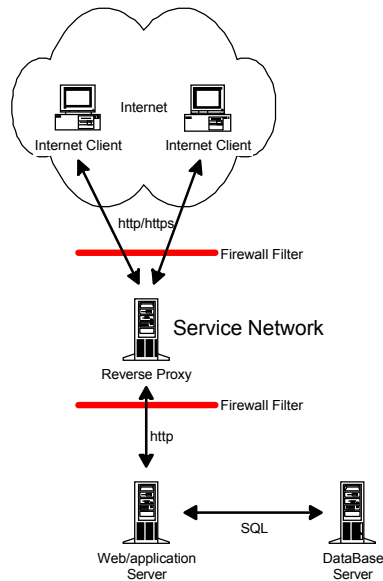 Internet
Internet Client
Internet Client
http/https
Firewall Filter
Service Network
Reverse Proxy
Firewall Filter
http
SQL
Web/application
Server
DataBase
Server